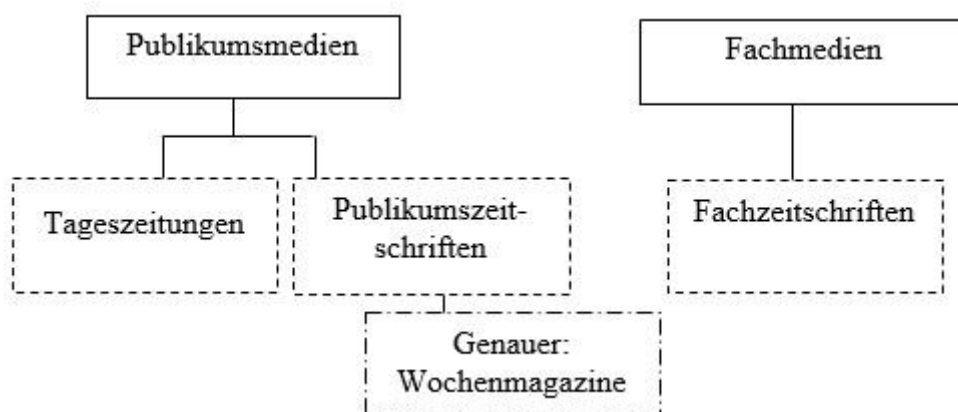 Publikumsmedien
Fachmedien
Tageszeitungen
Publikumszeit-
schriften
Fachzeitschriften
Genauer:
Wochenmagazine